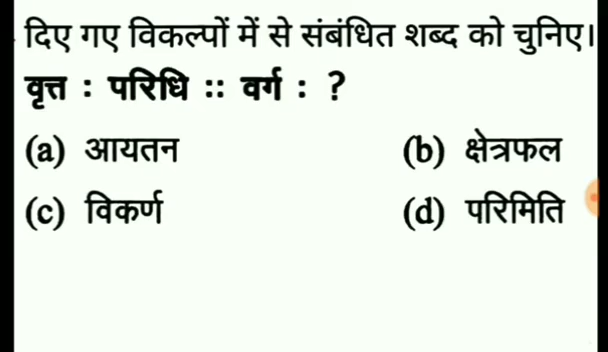 दिए गए विकल्पों में से संबंधित शब्द को चुनिए।
वृत्त : परिधि :: वर्ग : ?
(a) आयतन (b) क्षेत्रफल
(c) विकर्ण (d) परिमिति